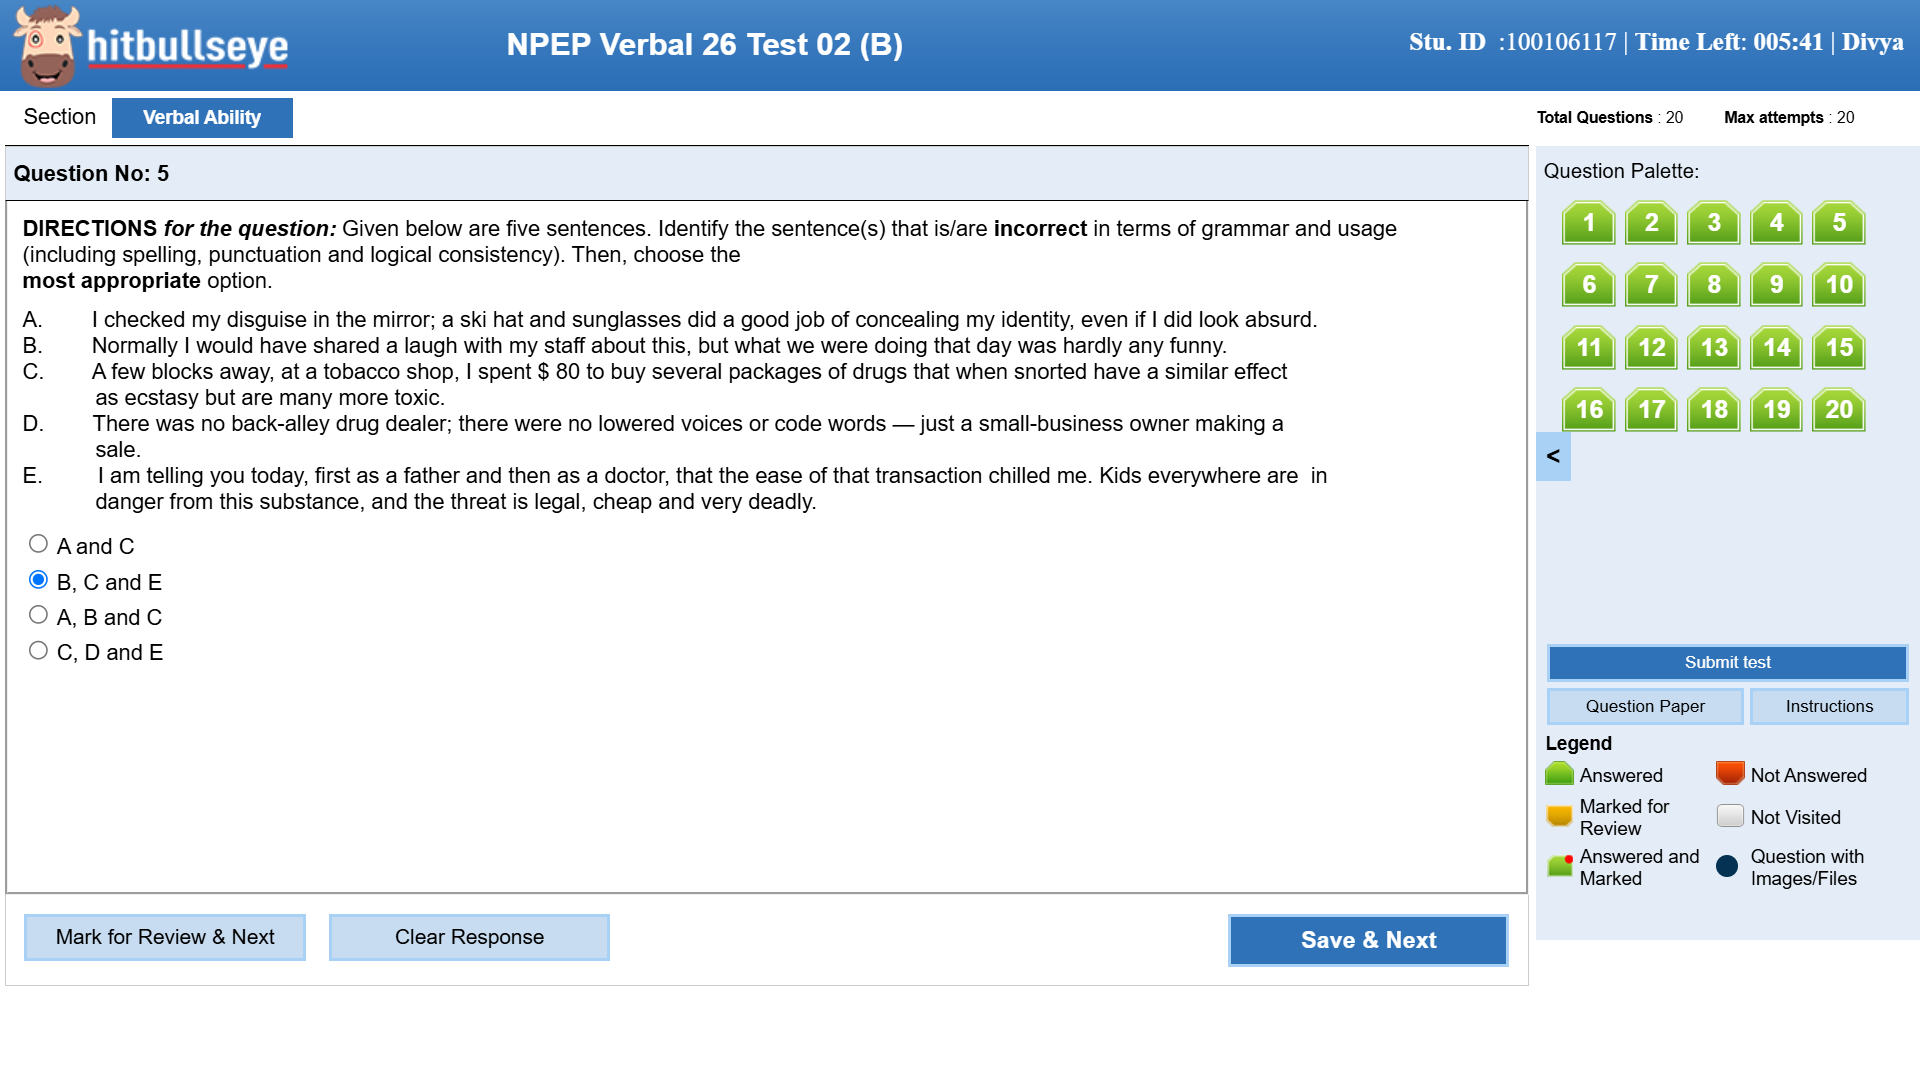 hitbullseye
NPEP Verbal 26 Test 02 (B)
Stu. ID :100106117 | Time Left: 005:41 | Divya
Section
Verbal Ability
Total Questions : 20
Max attempts : 20
Question No: 5
DIRECTIONS for the question: Given below are five sentences. Identify the sentence(s) that is/are incorrect in terms of grammar and usage
(including spelling, punctuation and logical consistency). Then, choose the
most appropriate option.
A. I checked my disguise in the mirror; a ski hat and sunglasses did a good job of concealing my identity, even if I did look absurd.
B. Normally I would have shared a laugh with my staff about this, but what we were doing that day was hardly any funny.
C. A few blocks away, at a tobacco shop, I spent $ 80 to buy several packages of drugs that when snorted have a similar effect
as ecstasy but are many more toxic.
D. There was no back-alley drug dealer; there were no lowered voices or code words — just a small-business owner making a
sale.
E. I am telling you today, first as a father and then as a doctor, that the ease of that transaction chilled me. Kids everywhere are in
danger from this substance, and the threat is legal, cheap and very deadly.
A and C
B, C and E
A, B and C
C, D and E
Mark for Review & Next
Clear Response
Save & Next
Question Palette:
1 2 3 4 5
6 7 8 9 10
11 12 13 14 15
16 17 18 19 20
<
Submit test
Question Paper
Instructions
Legend
Answered
Not Answered
Marked for
Review
Not Visited
Answered and
Marked
Question with
Images/Files